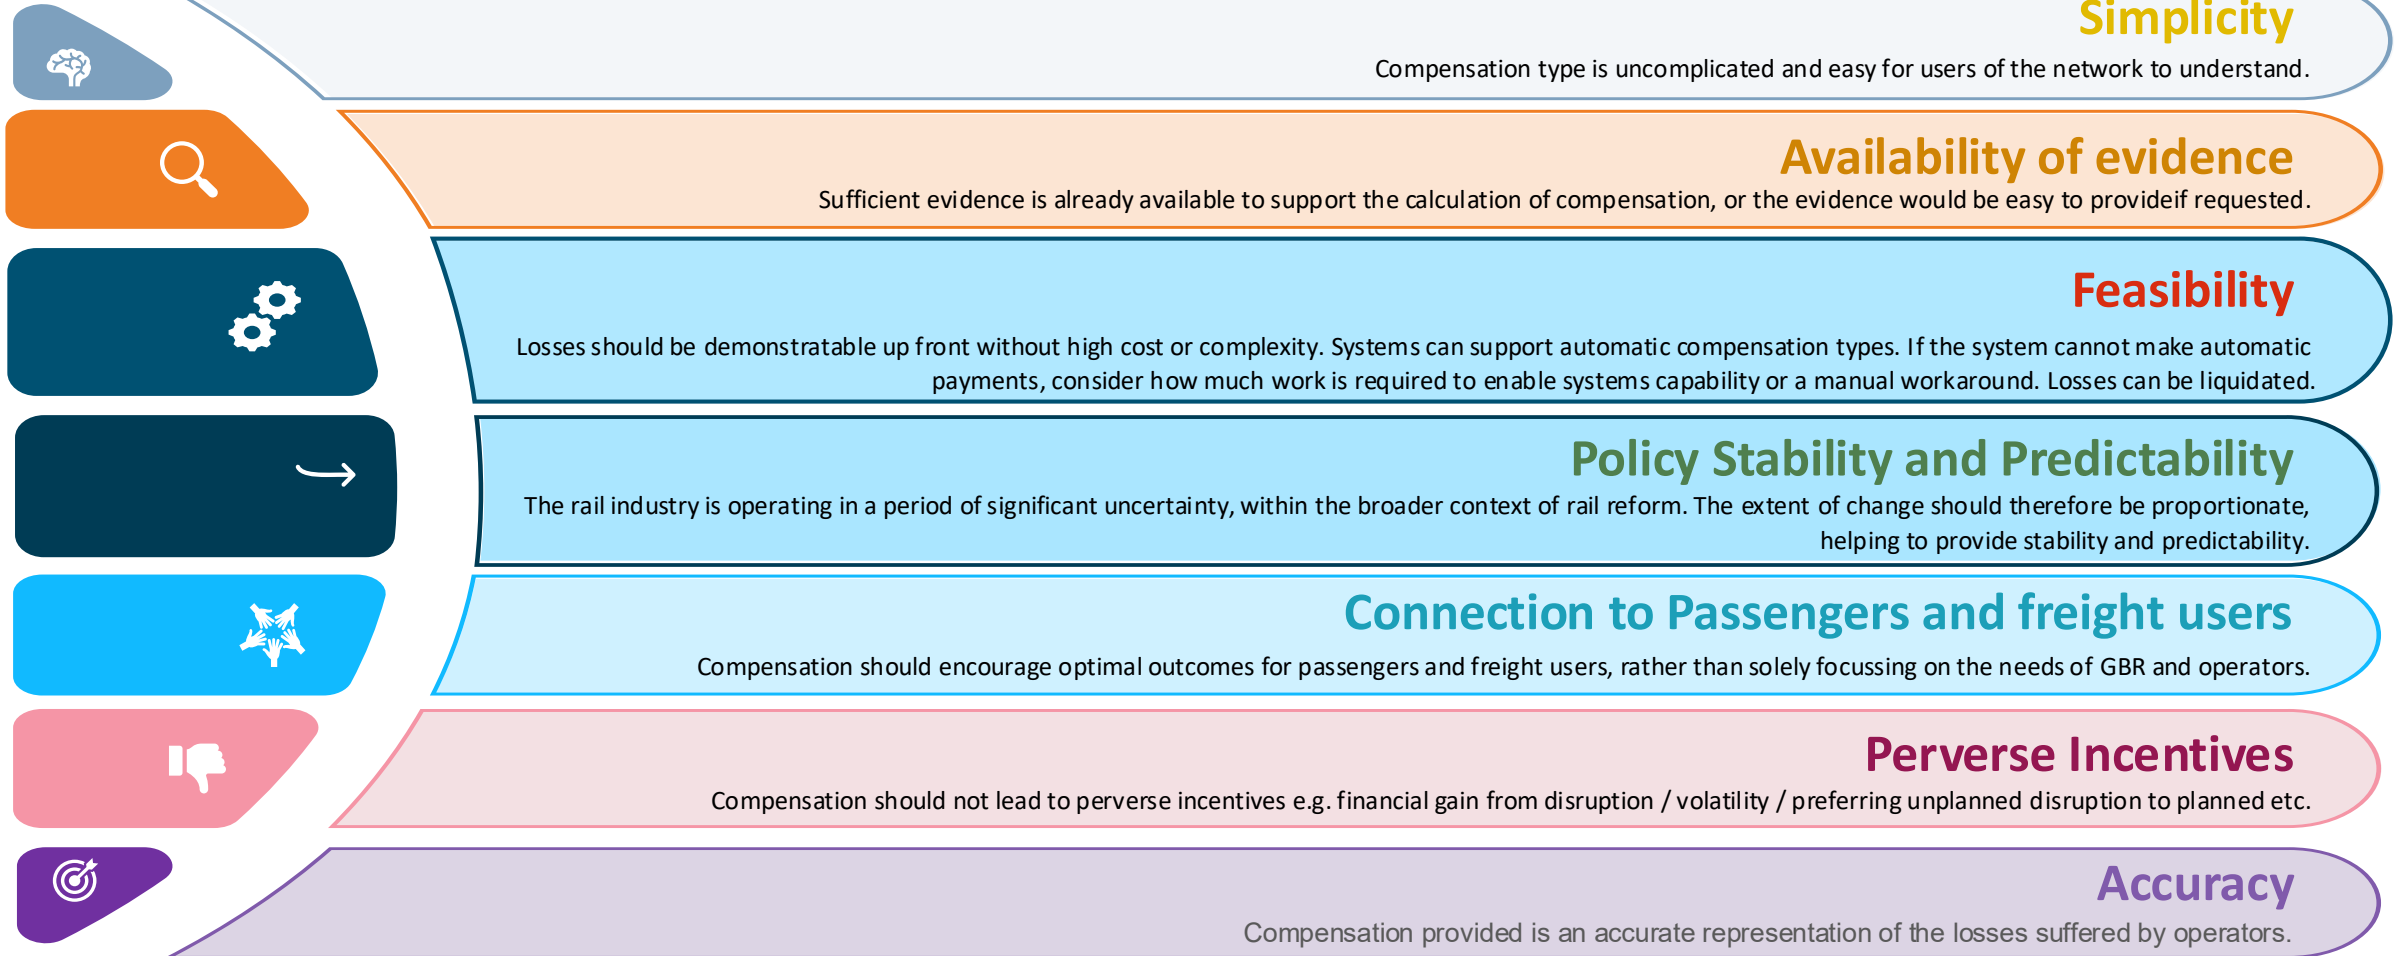 Simplicity
Compensation type is uncomplicated and easy for users of the network to understand.
Availability of evidence
Sufficient evidence is already available to support the calculation of compensation, or the evidence would be easy to provideif requested.
Feasibility
Losses should be demonstratable up front without high cost or complexity. Systems can support automatic compensation types. If the system cannot make automatic
payments, consider how much work is required to enable systems capability or a manual workaround. Losses can be liquidated.
Policy Stability and Predictability
The rail industry is operating in a period of significant uncertainty, within the broader context of rail reform. The extent of change should therefore be proportionate,
helping to provide stability and predictability.
Connection to Passengers and freight users
Compensation should encourage optimal outcomes for passengers and freight users, rather than solely focussing on the needs of GBR and operators.
Perverse Incentives
Compensation should not lead to perverse incentives e.g. financial gain from disruption / volatility / preferring unplanned disruption to planned etc.
Accuracy
Compensation provided is an accurate representation of the losses suffered by operators.